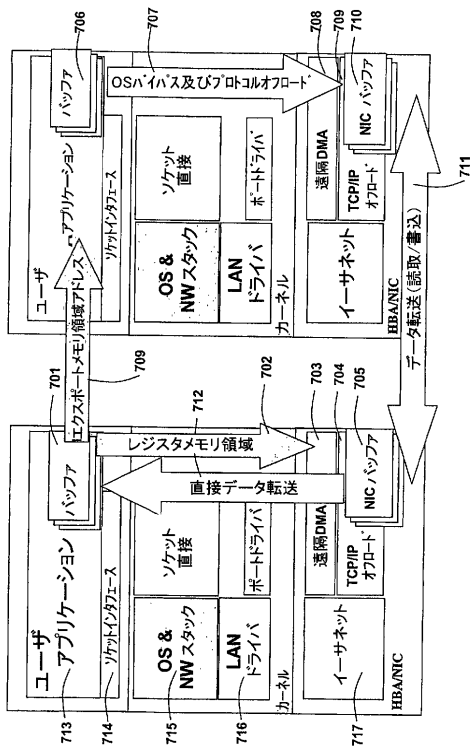 713
ユーザ
アプリケーション
バッファ
701
714
ソケットインタフェース
715
OS &
NWスタック
ソケット
直接
716
LAN
ドライバ
ポートドライバ
カーネル
レジスタメモリ領域
702
直接データ転送
712
717
イーサネット
遠隔DMA
703
704
TCP/IP
オフロード
NIC バッファ
705
HBA/NIC
エクスポートメモリ領域アドレス
709
ユーザ
アプリケーション
バッファ
706
ソケットインタフェース
OS &
NWスタック
ソケット
直接
LAN
ドライバ
ポートドライバ
カーネル
OSバイパス及びプロトコルオフロード
707
イーサネット
遠隔DMA
708
709
TCP/IP
オフロード
NIC バッファ
710
HBA/NIC
データ転送(読取/書込)
711